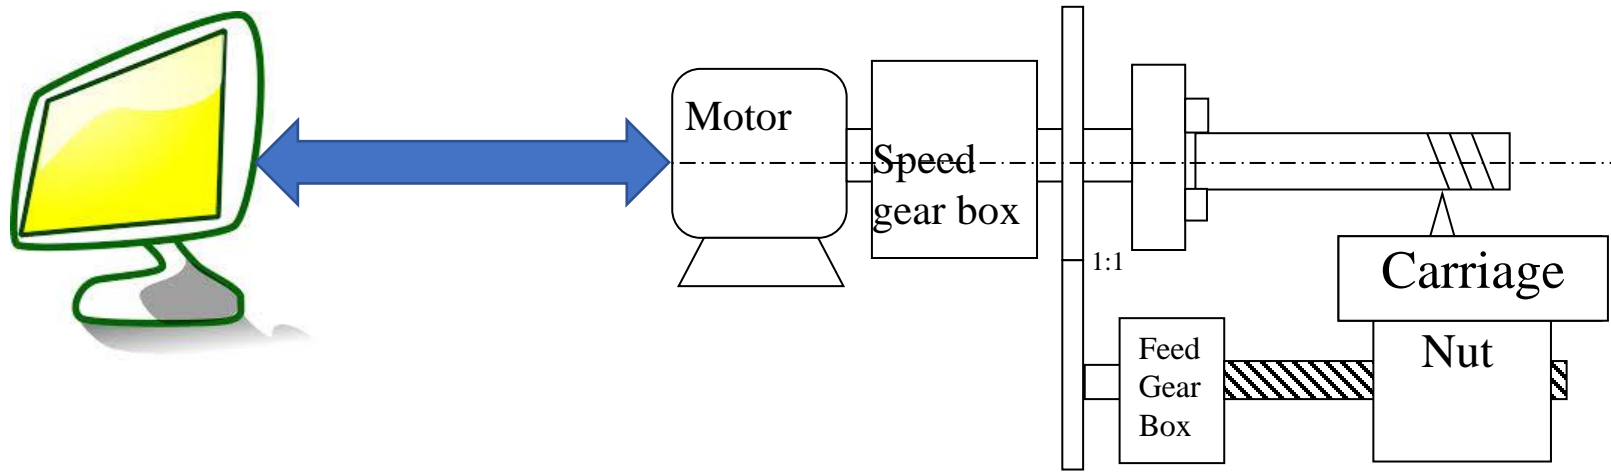 Motor
Speed
gear box
1:1
Carriage
Feed
Gear
Box
Nut